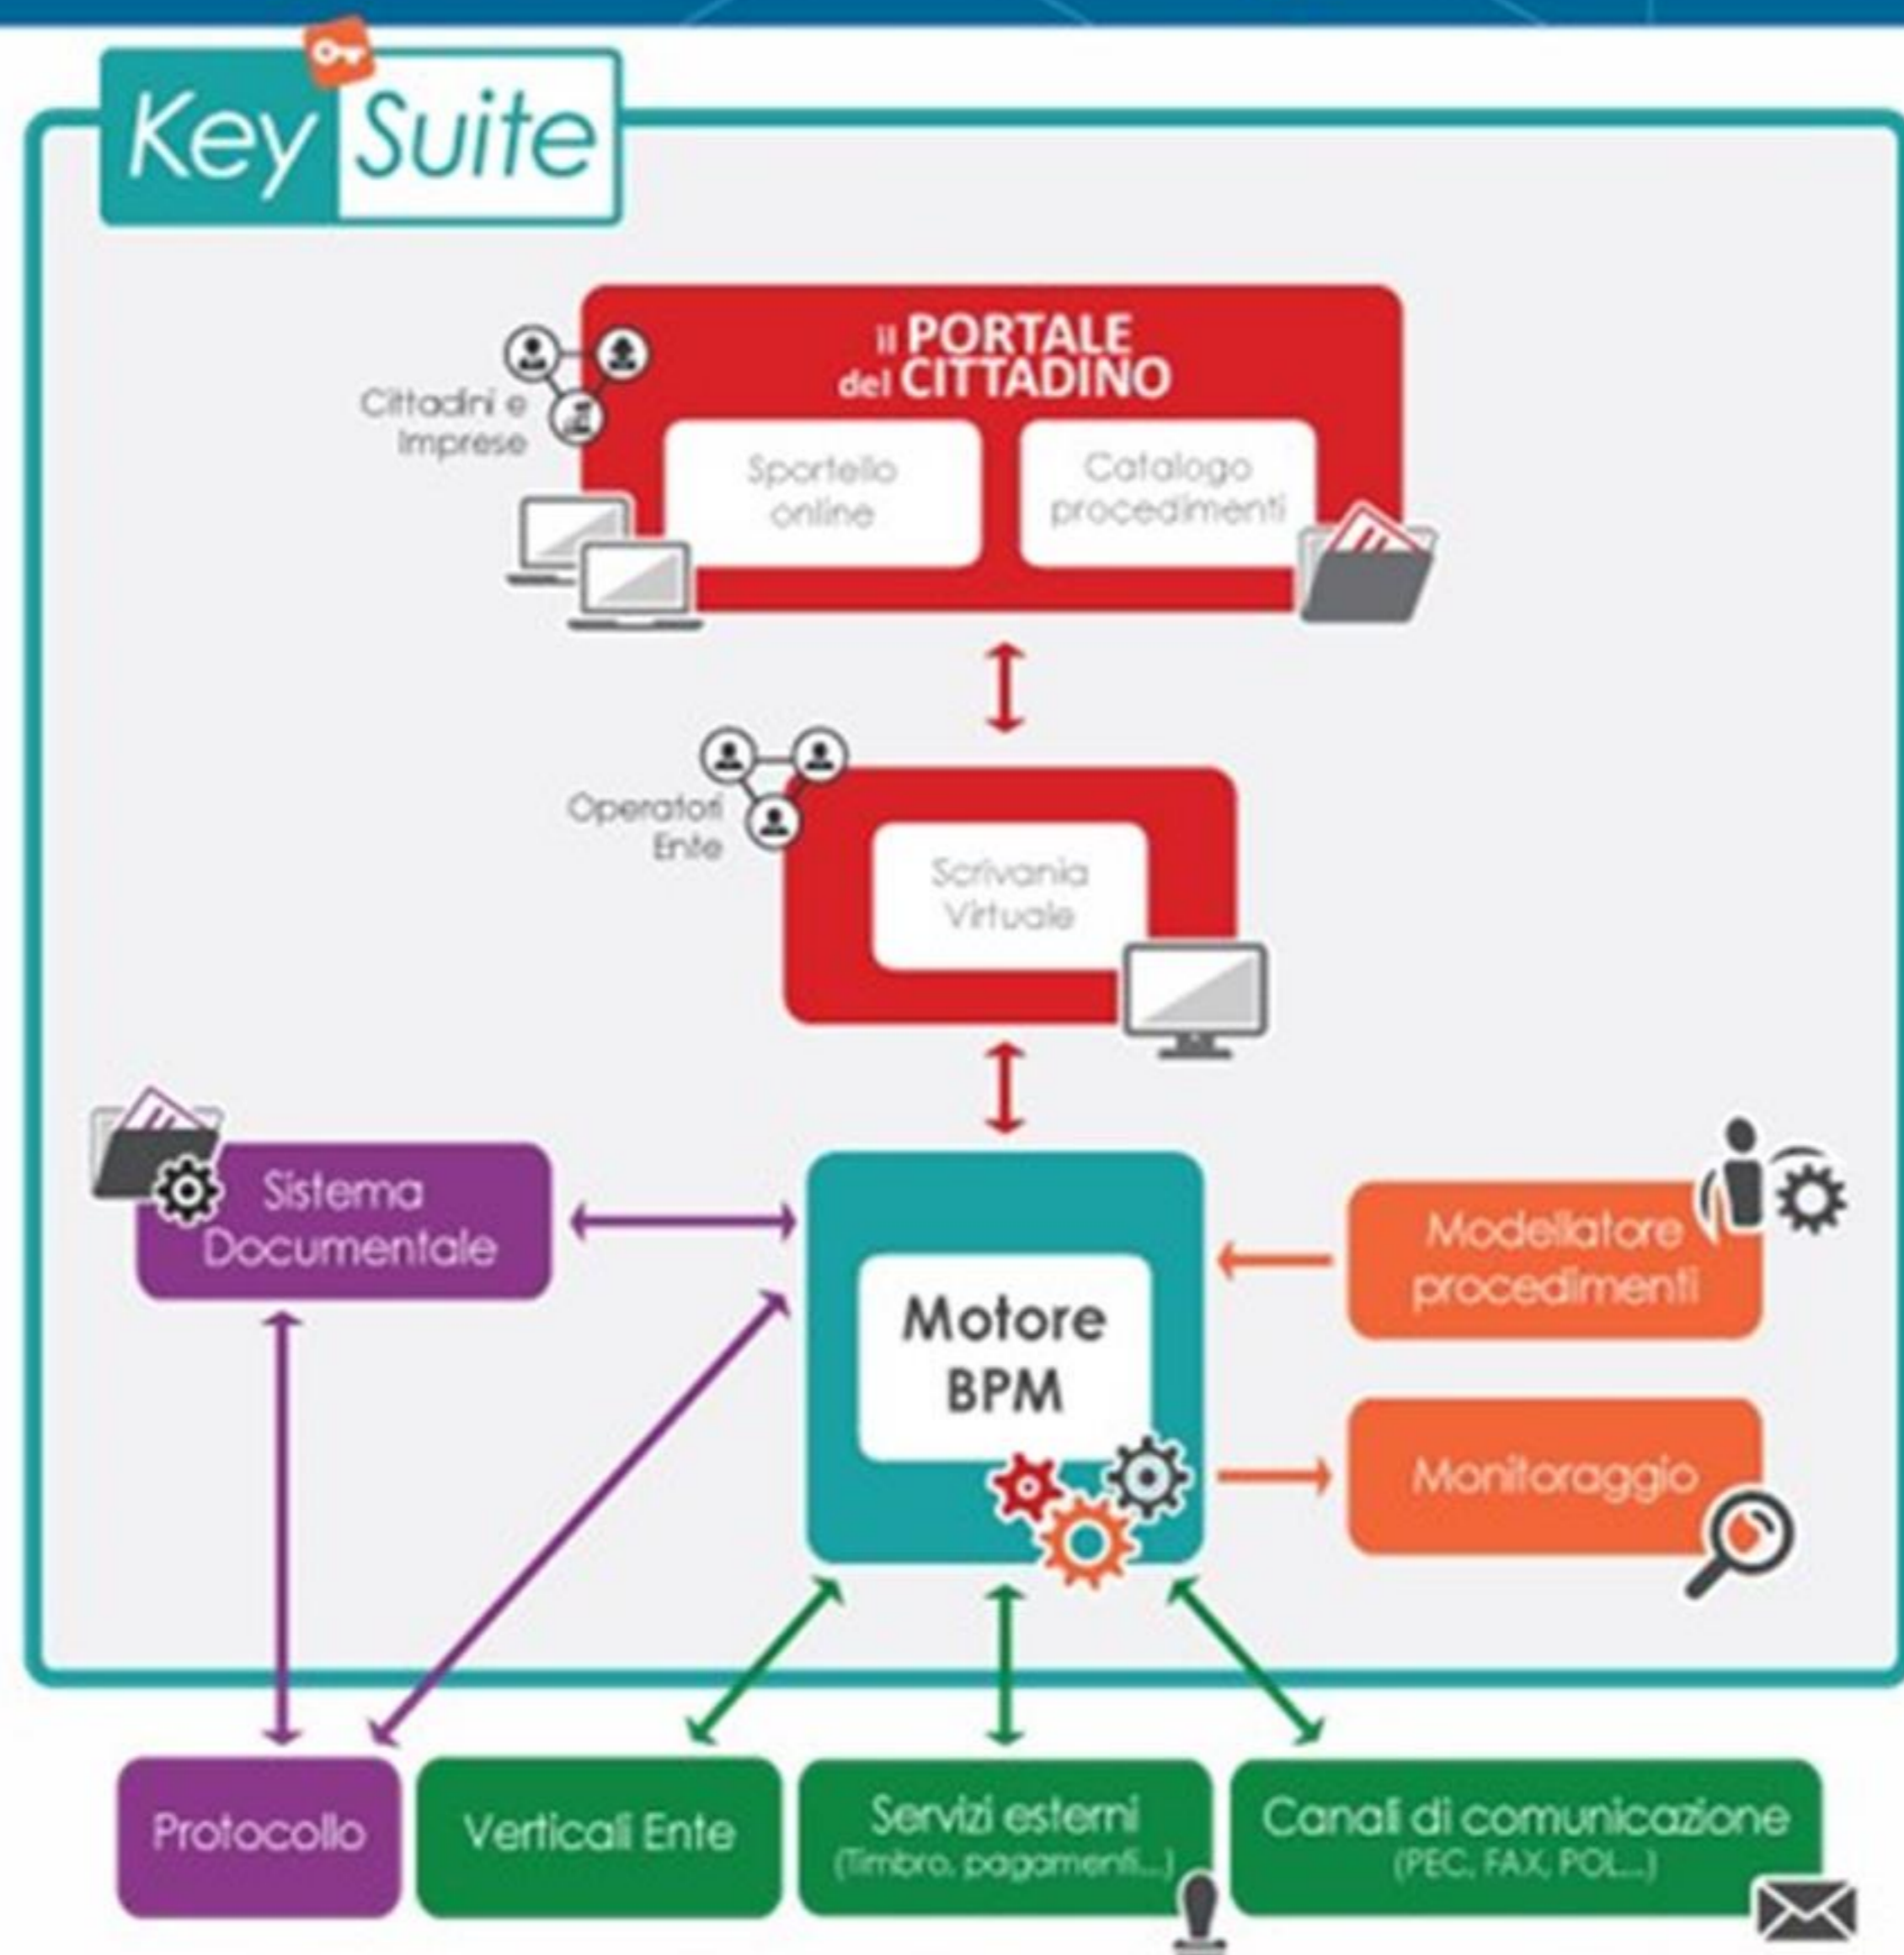 Key Suite
il PORTALE
del CITTADINO
Cittadini e
Imprese
Sportello
online
Catalogo
procedimenti
Operatori
Ente
Scrivania
Virtuale
Sistema
Documentale
Motore
BPM
Modellatore
procedimenti
Monitoraggio
Protocollo
Verticali Ente
Servizi esterni
(Timbro, pagamenti...)
Canali di comunicazione
(PEC, FAX, POL...)